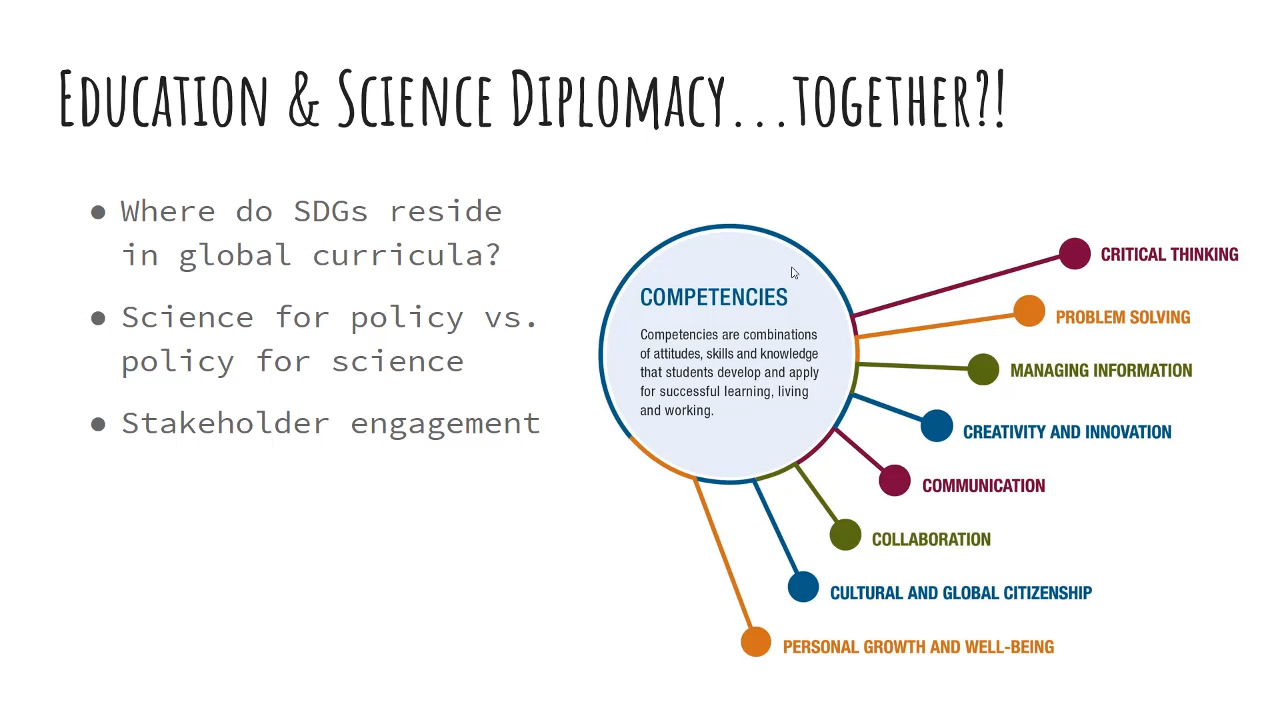 EDUCATION & SCIENCE DIPLOMACY...TOGETHER?!
● Where do SDGs reside
in global curricula?
● Science for policy vs.
policy for science
● Stakeholder engagement
COMPETENCIES
Competencies are combinations
of attitudes, skills and knowledge
that students develop and apply
for successful learning, living
and working.
CRITICAL THINKING
PROBLEM SOLVING
MANAGING INFORMATION
CREATIVITY AND INNOVATION
COMMUNICATION
COLLABORATION
CULTURAL AND GLOBAL CITIZENSHIP
PERSONAL GROWTH AND WELL-BEING